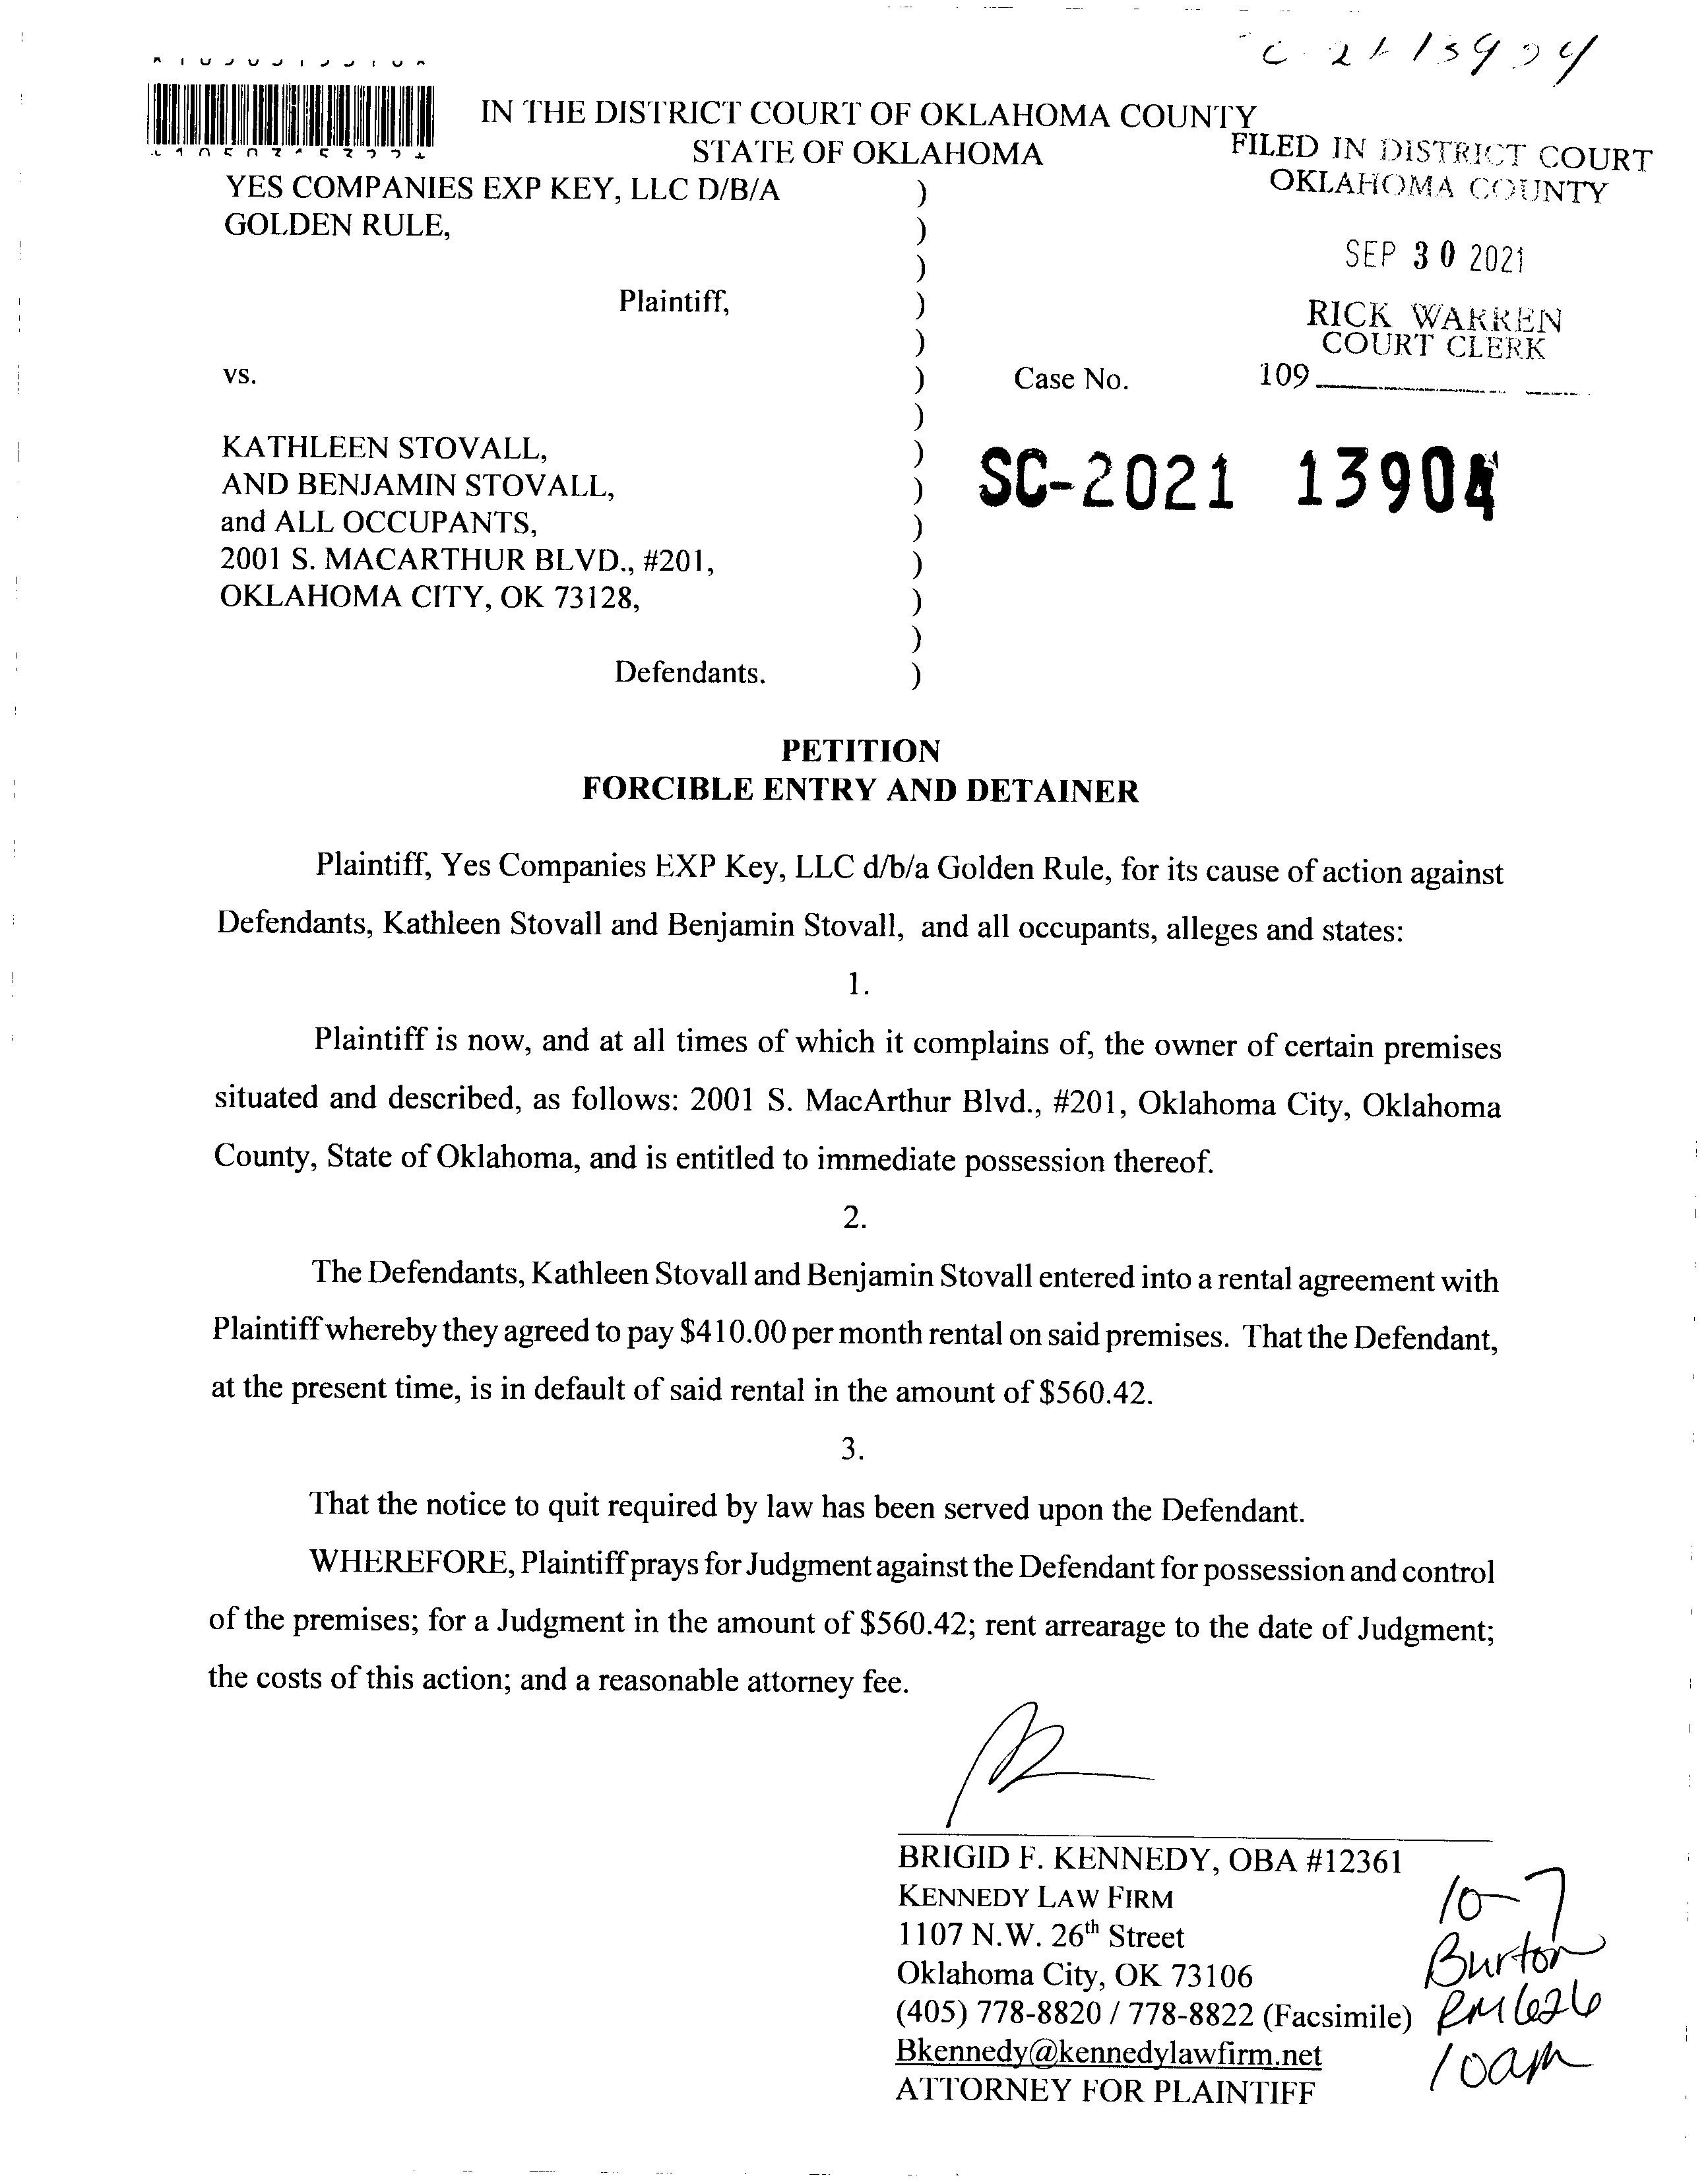 IN THE DISTRICT COURT OF OKLAHOMA COUNTY
STATE OF OKLAHOMA
FILED IN DISTRICT COURT
OKLAHOMA COUNTY
SEP 30 2021
RICK WARREN
COURT CLERK
109
YES COMPANIES EXP KEY, LLC D/B/A )
GOLDEN RULE, )
)
Plaintiff, )
)
vs. ) Case No.
)
KATHLEEN STOVALL, )
AND BENJAMIN STOVALL, ) SC-2021 13904
and ALL OCCUPANTS, )
2001 S. MACARTHUR BLVD., #201, )
OKLAHOMA CITY, OK 73128, )
)
Defendants. )
PETITION
FORCIBLE ENTRY AND DETAINER
Plaintiff, Yes Companies EXP Key, LLC d/b/a Golden Rule, for its cause of action against
Defendants, Kathleen Stovall and Benjamin Stovall, and all occupants, alleges and states:
1.
Plaintiff is now, and at all times of which it complains of, the owner of certain premises
situated and described, as follows: 2001 S. MacArthur Blvd., #201, Oklahoma City, Oklahoma
County, State of Oklahoma, and is entitled to immediate possession thereof.
2.
The Defendants, Kathleen Stovall and Benjamin Stovall entered into a rental agreement with
Plaintiff whereby they agreed to pay $410.00 per month rental on said premises. That the Defendant,
at the present time, is in default of said rental in the amount of $560.42.
3.
That the notice to quit required by law has been served upon the Defendant.
WHEREFORE, Plaintiff prays for Judgment against the Defendant for possession and control
of the premises; for a Judgment in the amount of $560.42; rent arrearage to the date of Judgment;
the costs of this action; and a reasonable attorney fee.
BRIGID F. KENNEDY, OBA #12361
KENNEDY LAW FIRM
1107 N.W. 26th Street
Oklahoma City, OK 73106
(405) 778-8820 / 778-8822 (Facsimile)
Bkennedy@kennedylawfirm.net
ATTORNEY FOR PLAINTIFF
10-7
Burton
RM 626
10am